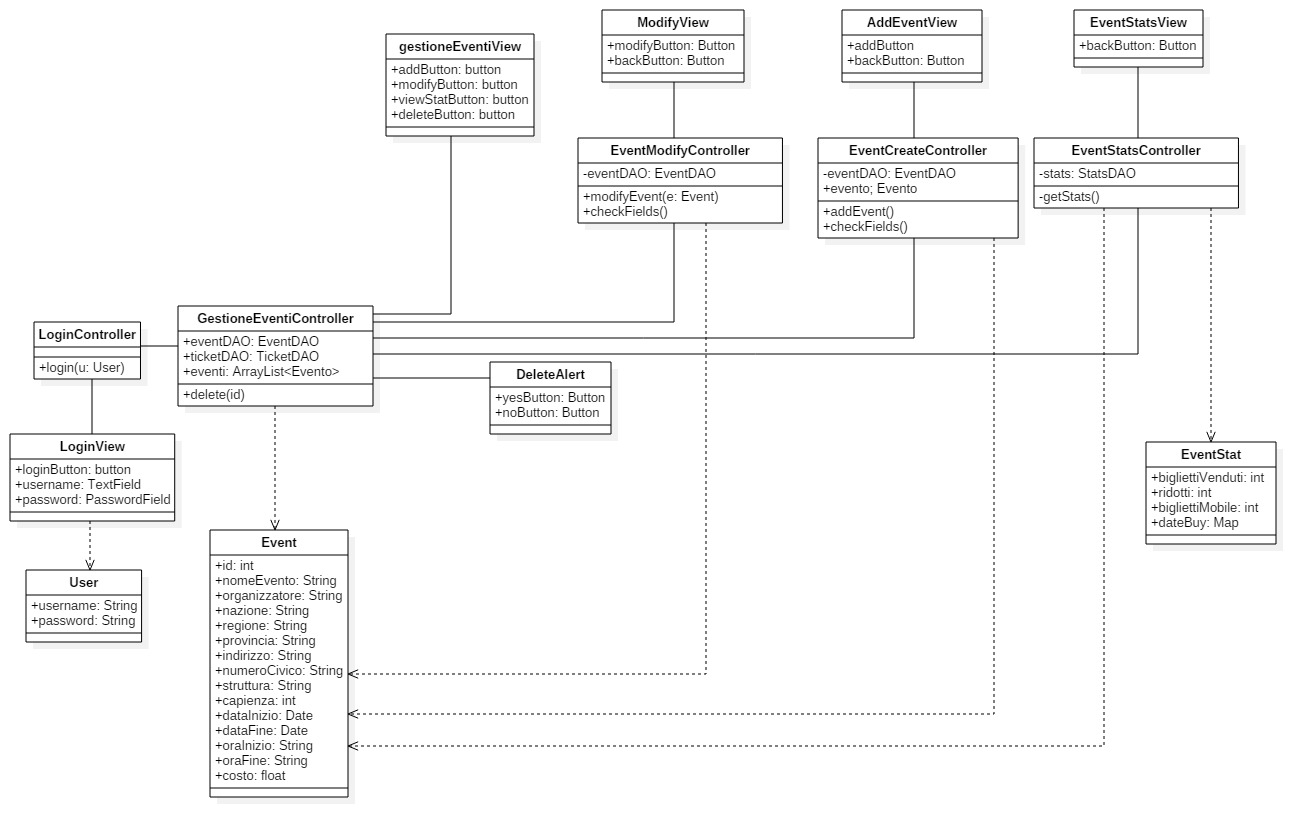 gestioneEventiView
+addButton: button
+modifyButton: button
+viewStatButton: button
+deleteButton: button
ModifyView
+modifyButton: Button
+backButton: Button
AddEventView
+addButton
+backButton: Button
EventStatsView
+backButton: Button
EventModifyController
-eventDAO: EventDAO
+modifyEvent(e: Event)
+checkFields()
EventCreateController
-eventDAO: EventDAO
+evento; Evento
+addEvent()
+checkFields()
EventStatsController
-stats: StatsDAO
-getStats()
LoginController
+login(u: User)
GestioneEventiController
+eventDAO: EventDAO
+ticketDAO: TicketDAO
+eventi: ArrayList<Evento>
+delete(id)
DeleteAlert
+yesButton: Button
+noButton: Button
LoginView
+loginButton: button
+username: TextField
+password: PasswordField
EventStat
+bigliettiVenduti: int
+ridotti: int
+bigliettiMobile: int
+dateBuy: Map
User
+username: String
+password: String
Event
+id: int
+nomeEvento: String
+organizzatore: String
+nazione: String
+regione: String
+provincia: String
+indirizzo: String
+numeroCivico: String
+struttura: String
+capienza: int
+dataInizio: Date
+dataFine: Date
+oraInizio: String
+oraFine: String
+costo: float